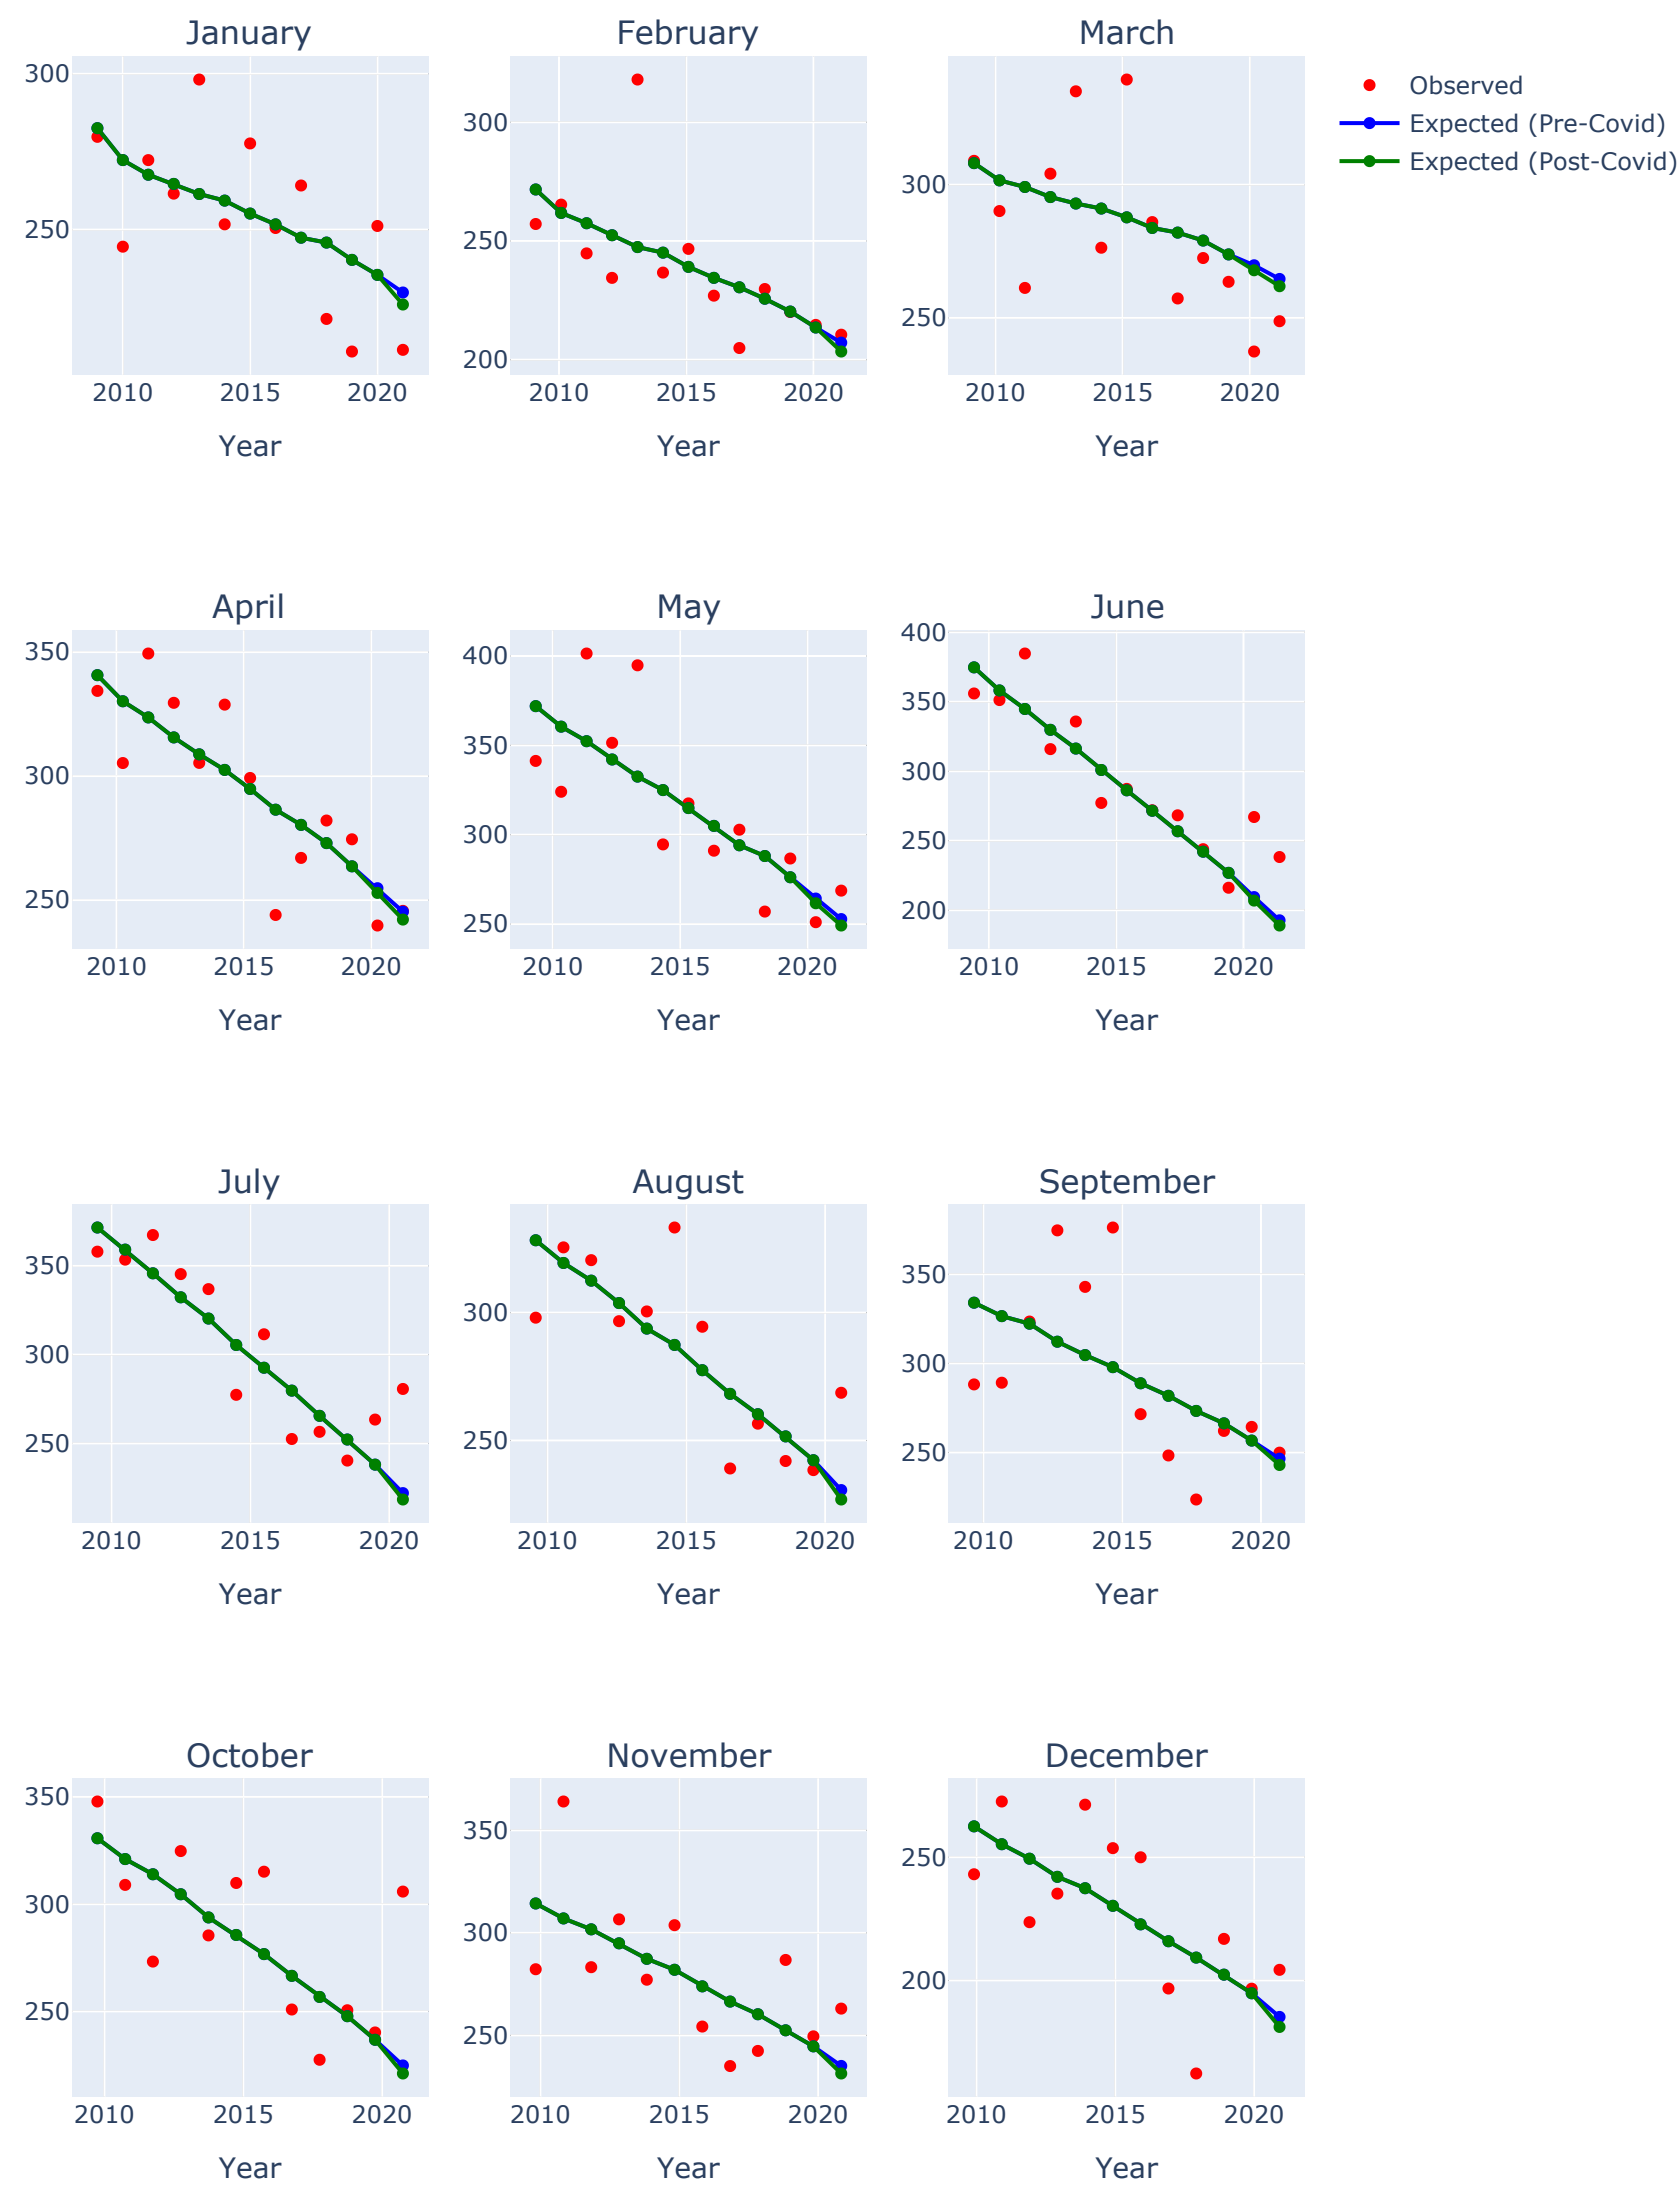 January February March
300
250
2010 2015 2020
Year
300
250
200
2010 2015 2020
Year
300
250
2010 2015 2020
Year
Observed
Expected (Pre-Covid)
Expected (Post-Covid)
April May June
350
300
250
2010 2015 2020
Year
400
350
300
250
2010 2015 2020
Year
400
350
300
250
200
2010 2015 2020
Year
July August September
350
300
250
2010 2015 2020
Year
300
250
2010 2015 2020
Year
350
300
250
2010 2015 2020
Year
October November December
350
300
250
2010 2015 2020
Year
350
300
250
2010 2015 2020
Year
250
200
2010 2015 2020
Year